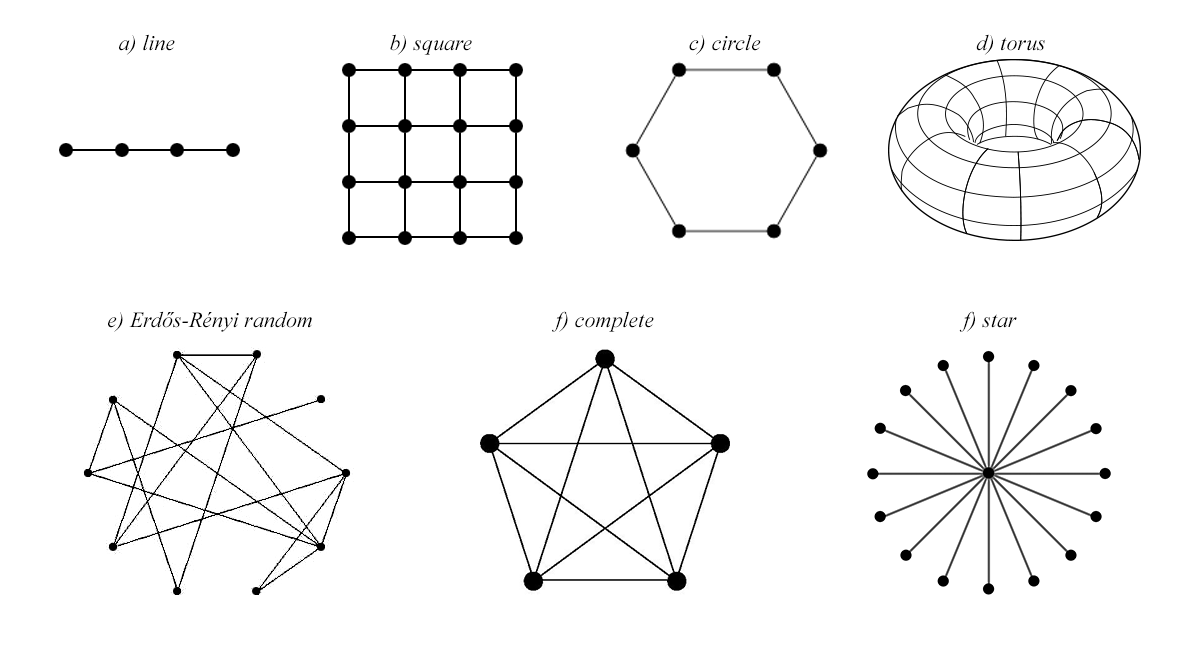 a) line
b) square
c) circle
d) torus
e) Erdős-Rényi random
f) complete
f) star